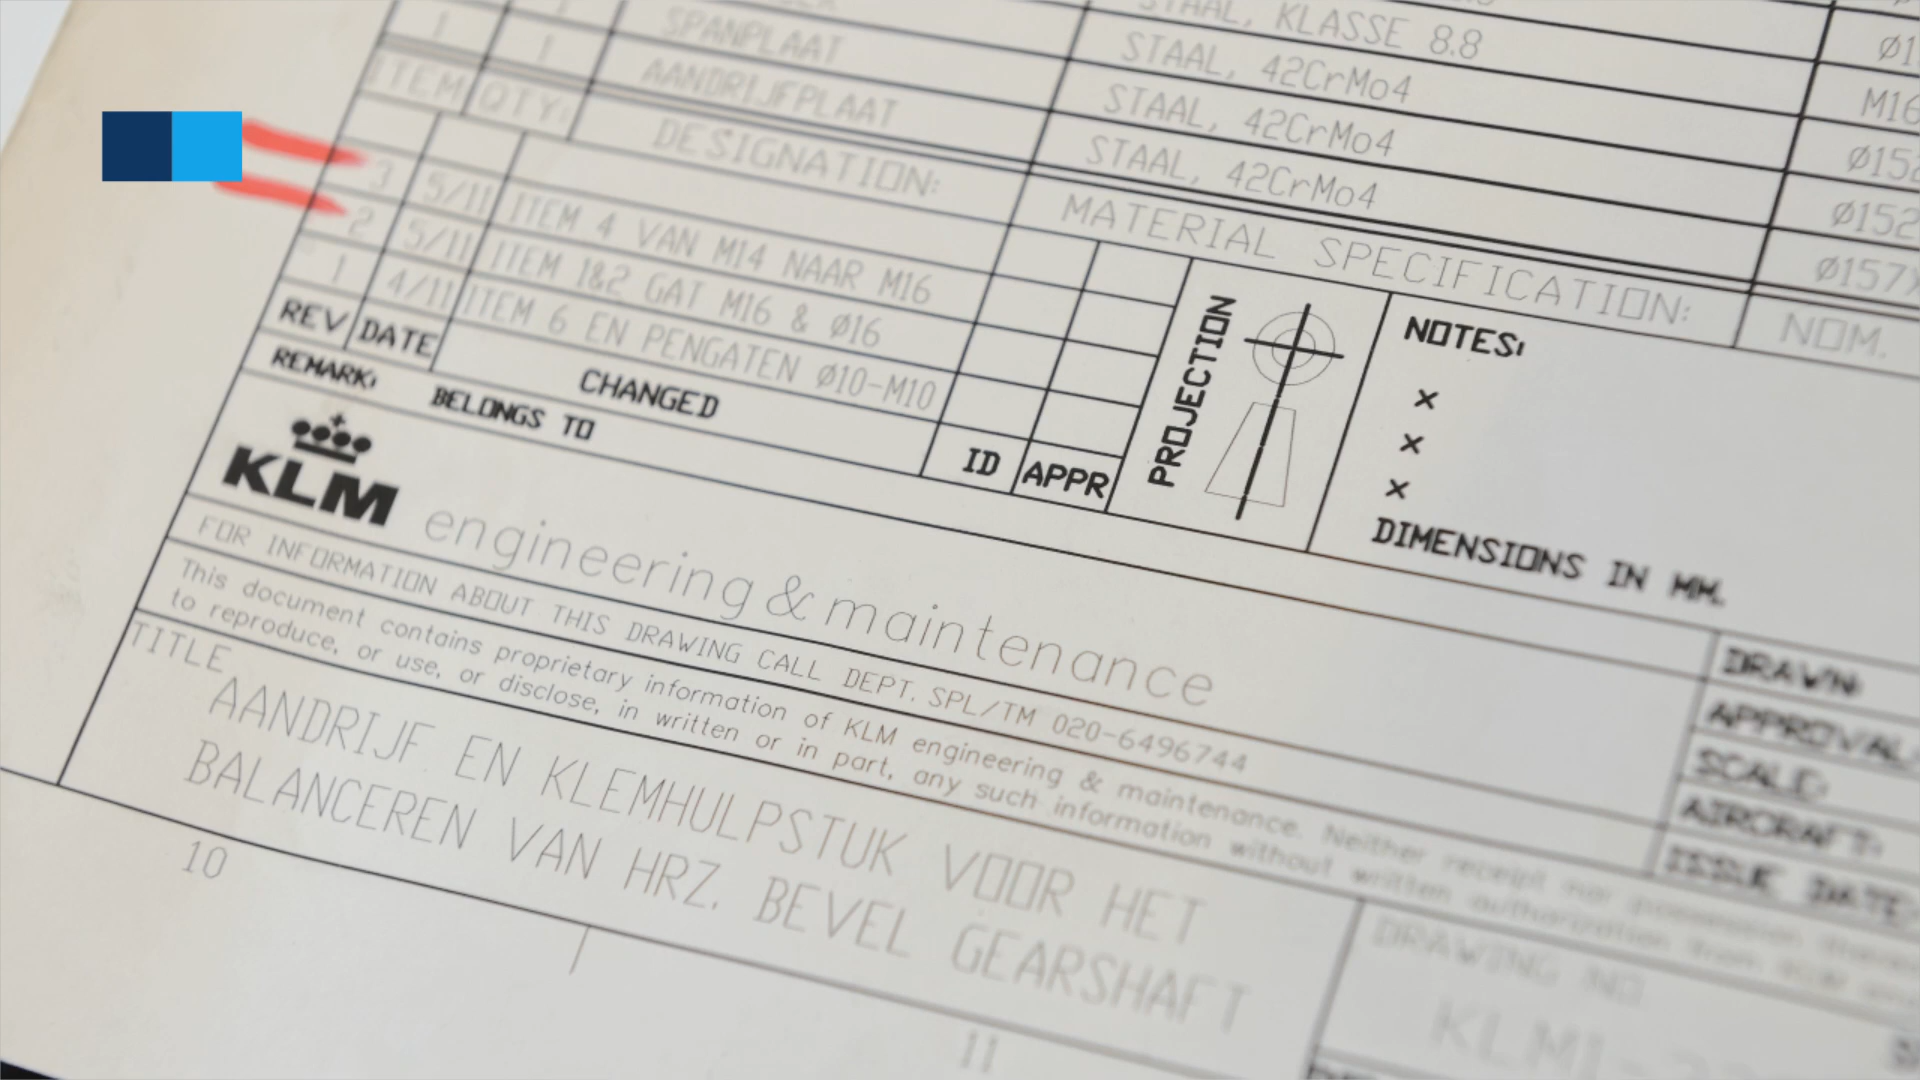 STAAL, KLASSE 8.8
SPANPLAAT STAAL, 42CrMo4 M16
1 1 AANDRIJFPLAAT STAAL, 42CrMo4
STAAL, 42CrMo4
ITEM QTY: DESIGNATION: MATERIAL SPECIFICATION: NOM.
3 5/11 ITEM 4 VAN M14 NAAR M16
2 5/11 ITEM 1&2 GAT M16 & Ø16
1 4/11 ITEM 6 EN PENGATEN Ø10-M10
REV DATE CHANGED ID APPR
REMARK: BELONGS TO
PROJECTION
NOTES:
×
×
×
DIMENSIONS IN MM.
KLM engineering & maintenance
FOR INFORMATION ABOUT THIS DRAWING CALL DEPT. SPL/TM 020-6496744
This document contains proprietary information of KLM engineering & maintenance. Neither receipt nor possession
to reproduce, or use, or disclose, in written or in part, any such information without written authorization from
DRAWN:
APPROVAL:
SCALE:
AIRCRAFT:
ISSUE DATE:
TITLE
AANDRIJF EN KLEMHULPSTUK VOOR HET
BALANCEREN VAN HRZ. BEVEL GEARSHAFT
DRAWING NO
10
11